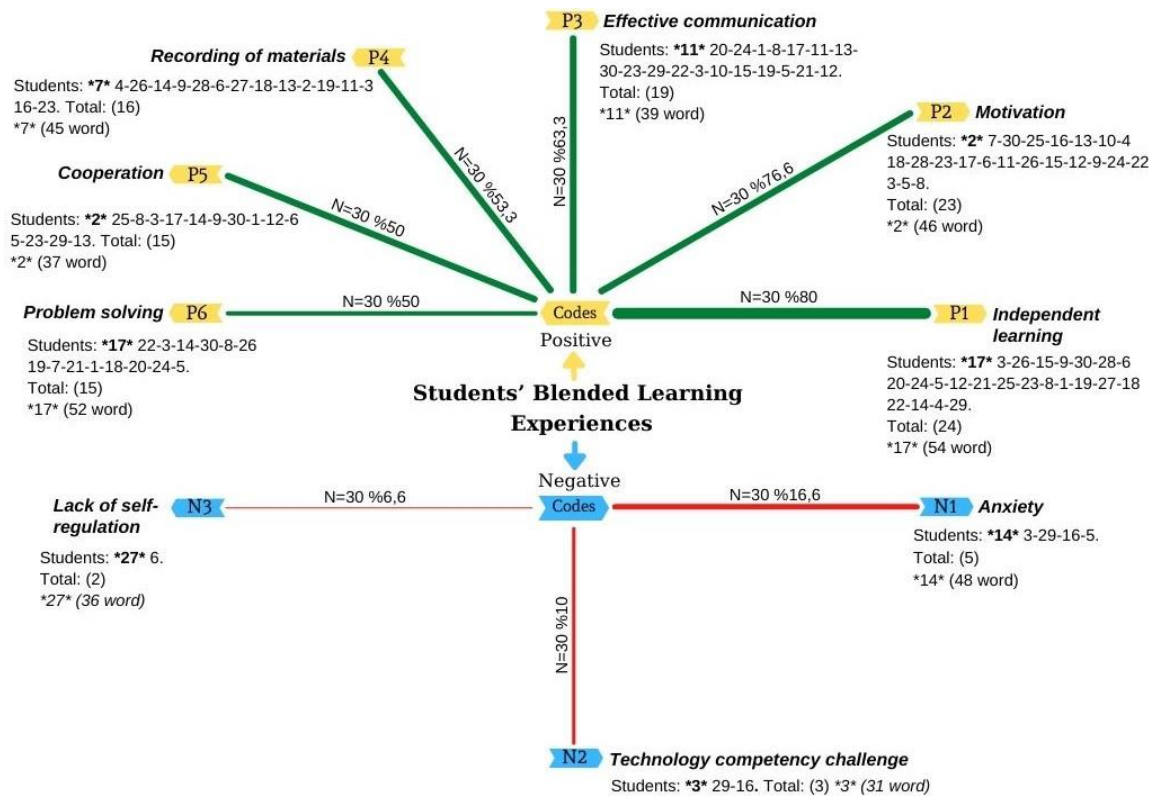 P3 Effective communication
Students: *11* 20-24-1-8-17-11-13-
30-23-29-22-3-10-15-19-5-21-12.
Total: (19)
*11* (39 word)
N=30 %63,3
Recording of materials P4
Students: *7* 4-26-14-9-28-6-27-18-13-2-19-11-3
16-23. Total: (16)
*7* (45 word)
N=30 %53,3
P2 Motivation
Students: *2* 7-30-25-16-13-10-4
18-28-23-17-6-11-26-15-12-9-24-22
3-5-8.
Total: (23)
*2* (46 word)
N=30 %76,6
Cooperation P5
Students: *2* 25-8-3-17-14-9-30-1-12-6
5-23-29-13. Total: (15)
*2* (37 word)
N=30 %50
Problem solving P6
Students: *17* 22-3-14-30-8-26
19-7-21-1-18-20-24-5.
Total: (15)
*17* (52 word)
N=30 %50
Codes
Positive
N=30 %80
P1 Independent
learning
Students: *17* 3-26-15-9-30-28-6
20-24-5-12-21-25-23-8-1-19-27-18
22-14-4-29.
Total: (24)
*17* (54 word)
Students' Blended Learning
Experiences
Negative
Codes
N=30 %6,6
Lack of self-
regulation N3
Students: *27* 6.
Total: (2)
*27* (36 word)
N=30 %16,6
N1 Anxiety
Students: *14* 3-29-16-5.
Total: (5)
*14* (48 word)
N=30 %10
N2 Technology competency challenge
Students: *3* 29-16. Total: (3) *3* (31 word)